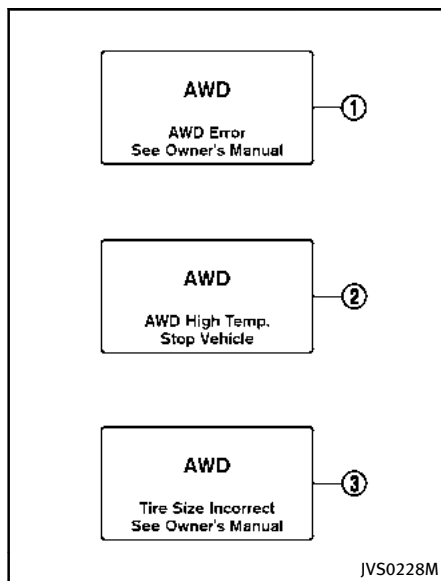 AWD
AWD Error
See Owner's Manual
①
AWD
AWD High Temp.
Stop Vehicle
②
AWD
Tire Size Incorrect
See Owner's Manual
③
JVS0228M